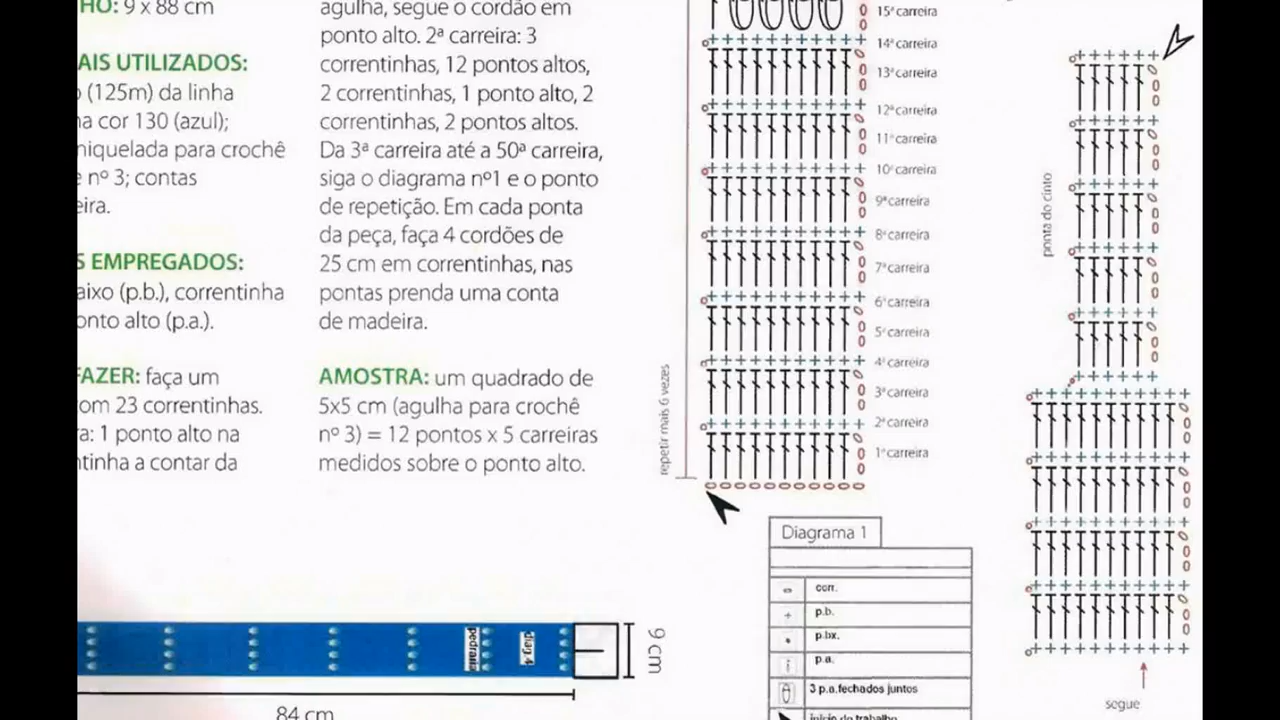 HO: 9 x 88 cm
AIS UTILIZADOS:
(125m) da linha
a cor 130 (azul);
niquelada para crochê
e nº 3; contas
eira.
S EMPREGADOS:
aixo (p.b.), correntinha
onto alto (p.a.).
FAZER: faça um
om 23 correntinhas.
a: 1 ponto alto na
ntinha a contar da
agulha, segue o cordão em
ponto alto. 2ª carreira: 3
correntinhas, 12 pontos altos,
2 correntinhas, 1 ponto alto, 2
correntinhas, 2 pontos altos.
Da 3ª carreira até a 50ª carreira,
siga o diagrama nº1 e o ponto
de repetição. Em cada ponta
da peça, faça 4 cordões de
25 cm em correntinhas, nas
pontas prenda uma conta
de madeira.
AMOSTRA: um quadrado de
5x5 cm (agulha para crochê
nº 3) = 12 pontos x 5 carreiras
medidos sobre o ponto alto.
15ª carreira
14ª carreira
13ª carreira
12ª carreira
11ª carreira
10ª carreira
9ª carreira
8ª carreira
7ª carreira
6ª carreira
5ª carreira
4ª carreira
3ª carreira
2ª carreira
1ª carreira
repetir mais 6 vezes
ponta do cinto
segue
Diagrama 1
corr.
p.b.
p.bx.
p.a.
3 p.a.fechados juntos
início do trabalho
diag.4
9 cm
84 cm